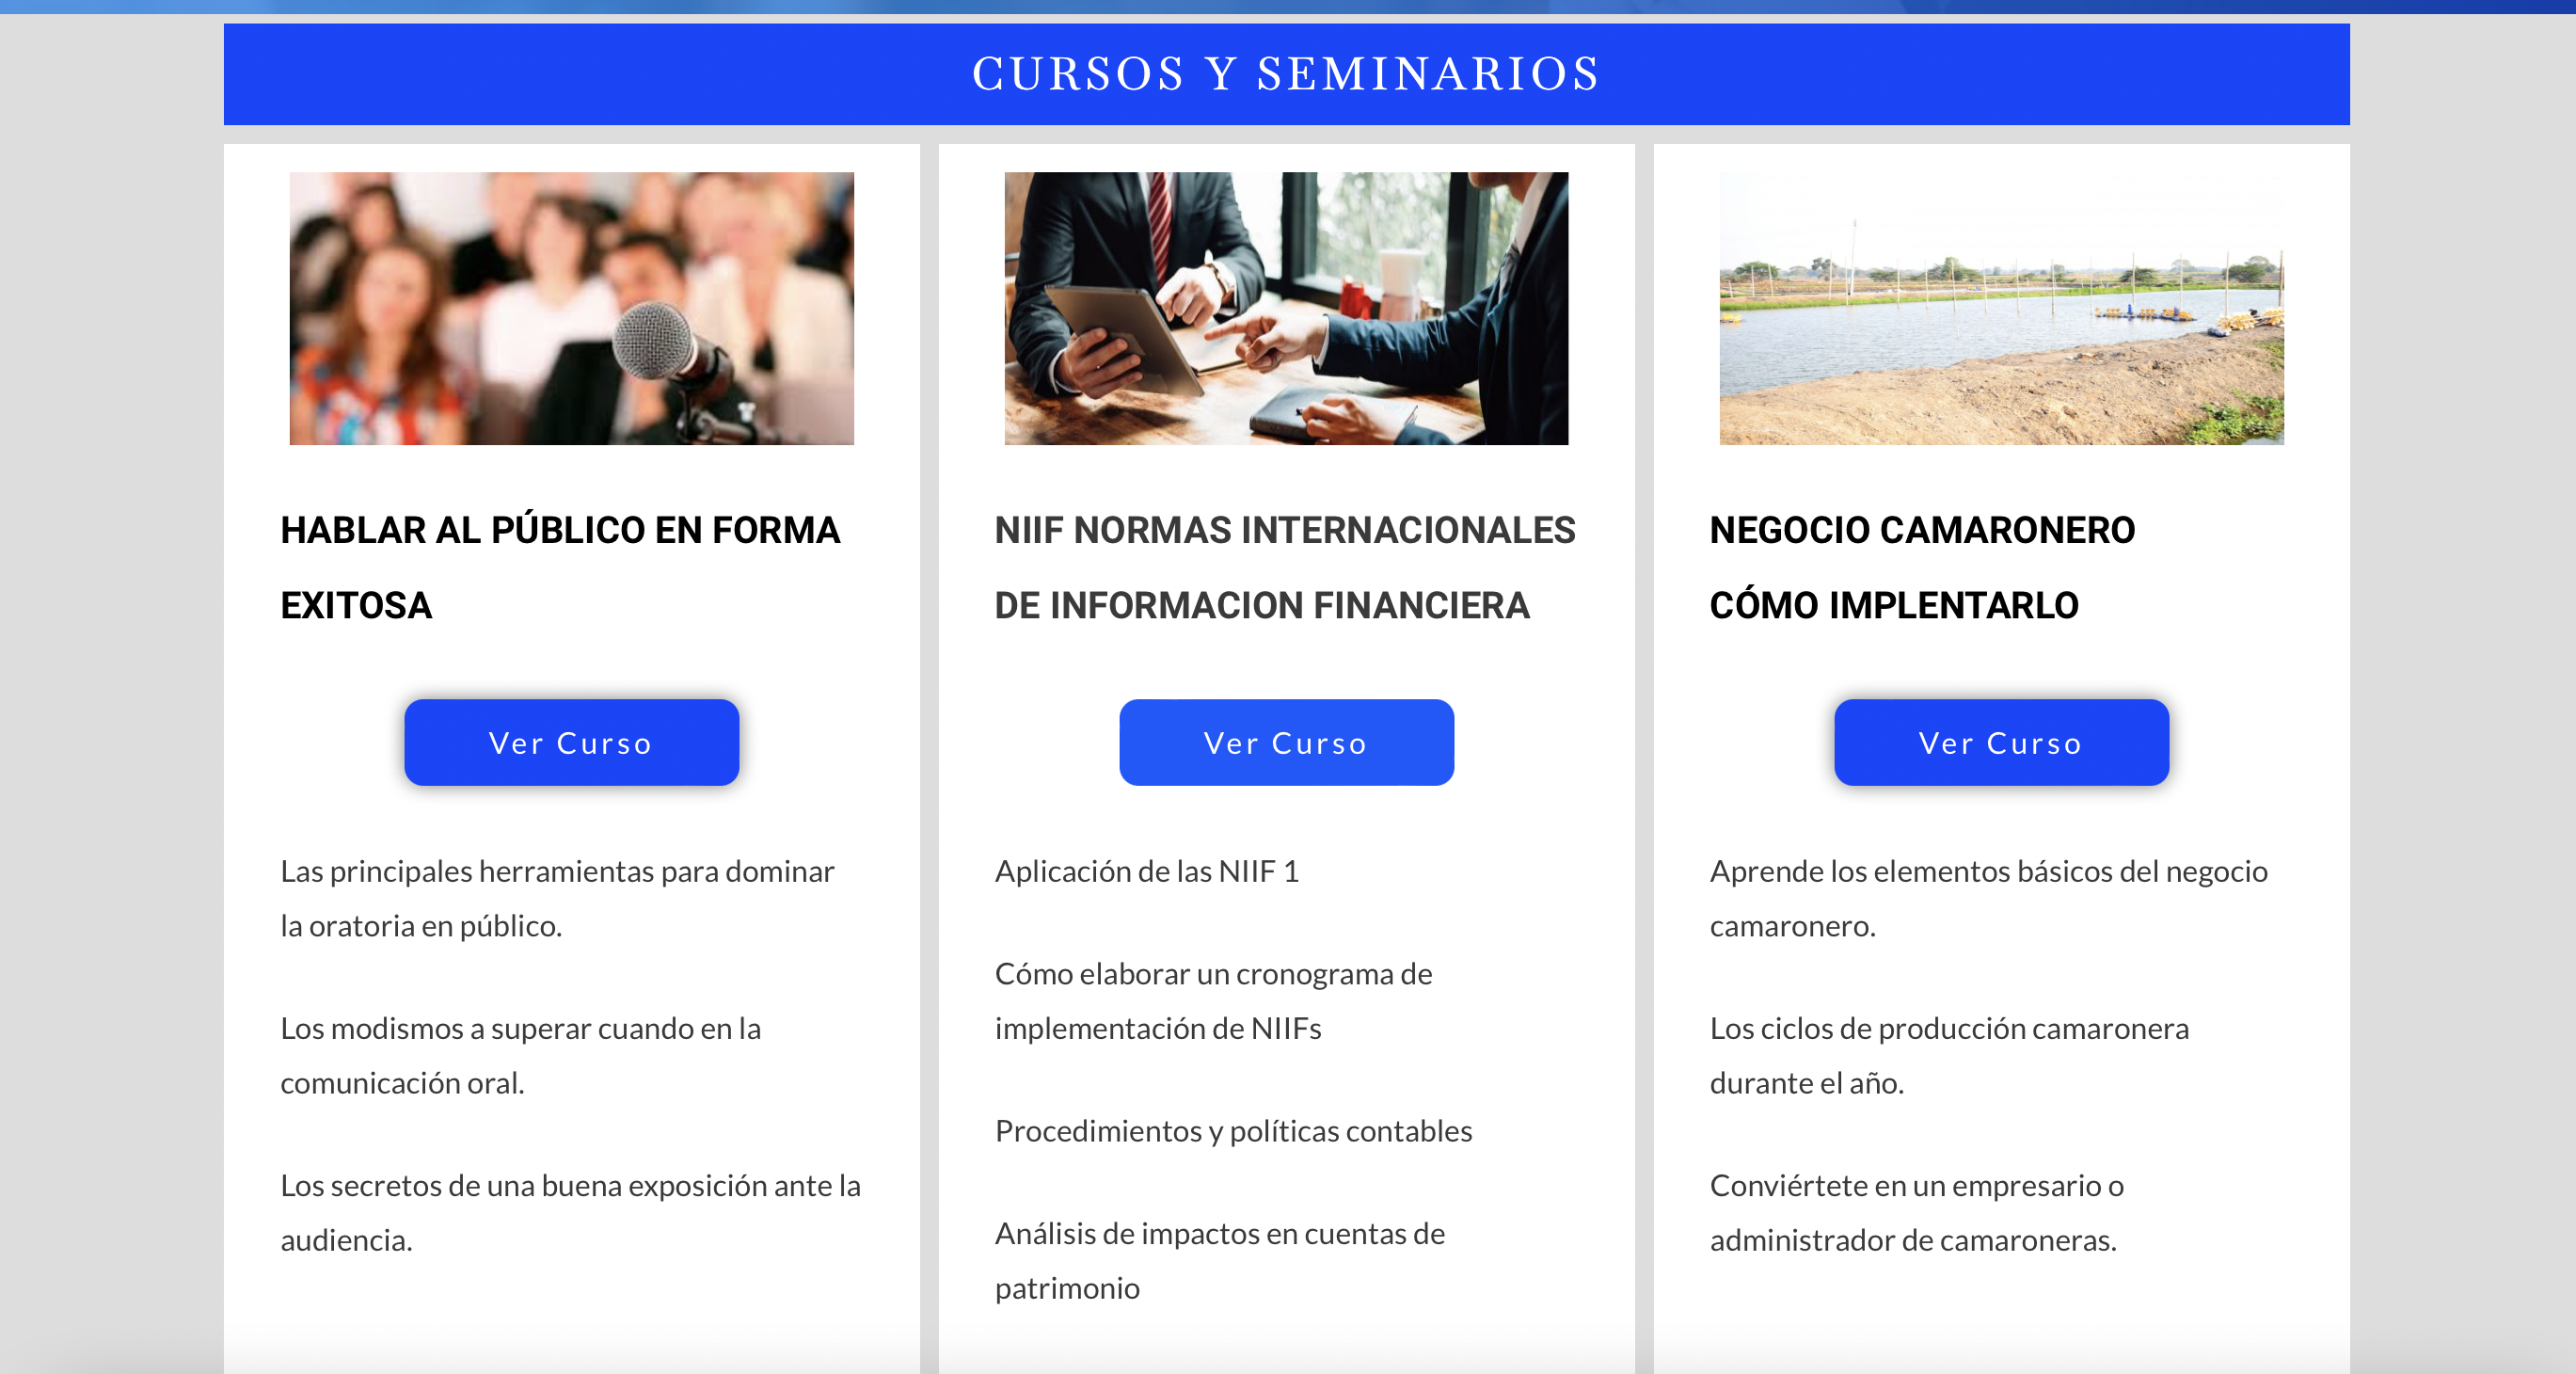 CURSOS Y SEMINARIOS
HABLAR AL PÚBLICO EN FORMA
EXITOSA
Ver Curso
Las principales herramientas para dominar
la oratoria en público.
Los modismos a superar cuando en la
comunicación oral.
Los secretos de una buena exposición ante la
audiencia.
NIIF NORMAS INTERNACIONALES
DE INFORMACION FINANCIERA
Ver Curso
Aplicación de las NIIF 1
Cómo elaborar un cronograma de
implementación de NIIFs
Procedimientos y políticas contables
Análisis de impactos en cuentas de
patrimonio
NEGOCIO CAMARONERO
CÓMO IMPLENTARLO
Ver Curso
Aprende los elementos básicos del negocio
camaronero.
Los ciclos de producción camaronera
durante el año.
Conviértete en un empresario o
administrador de camaroneras.